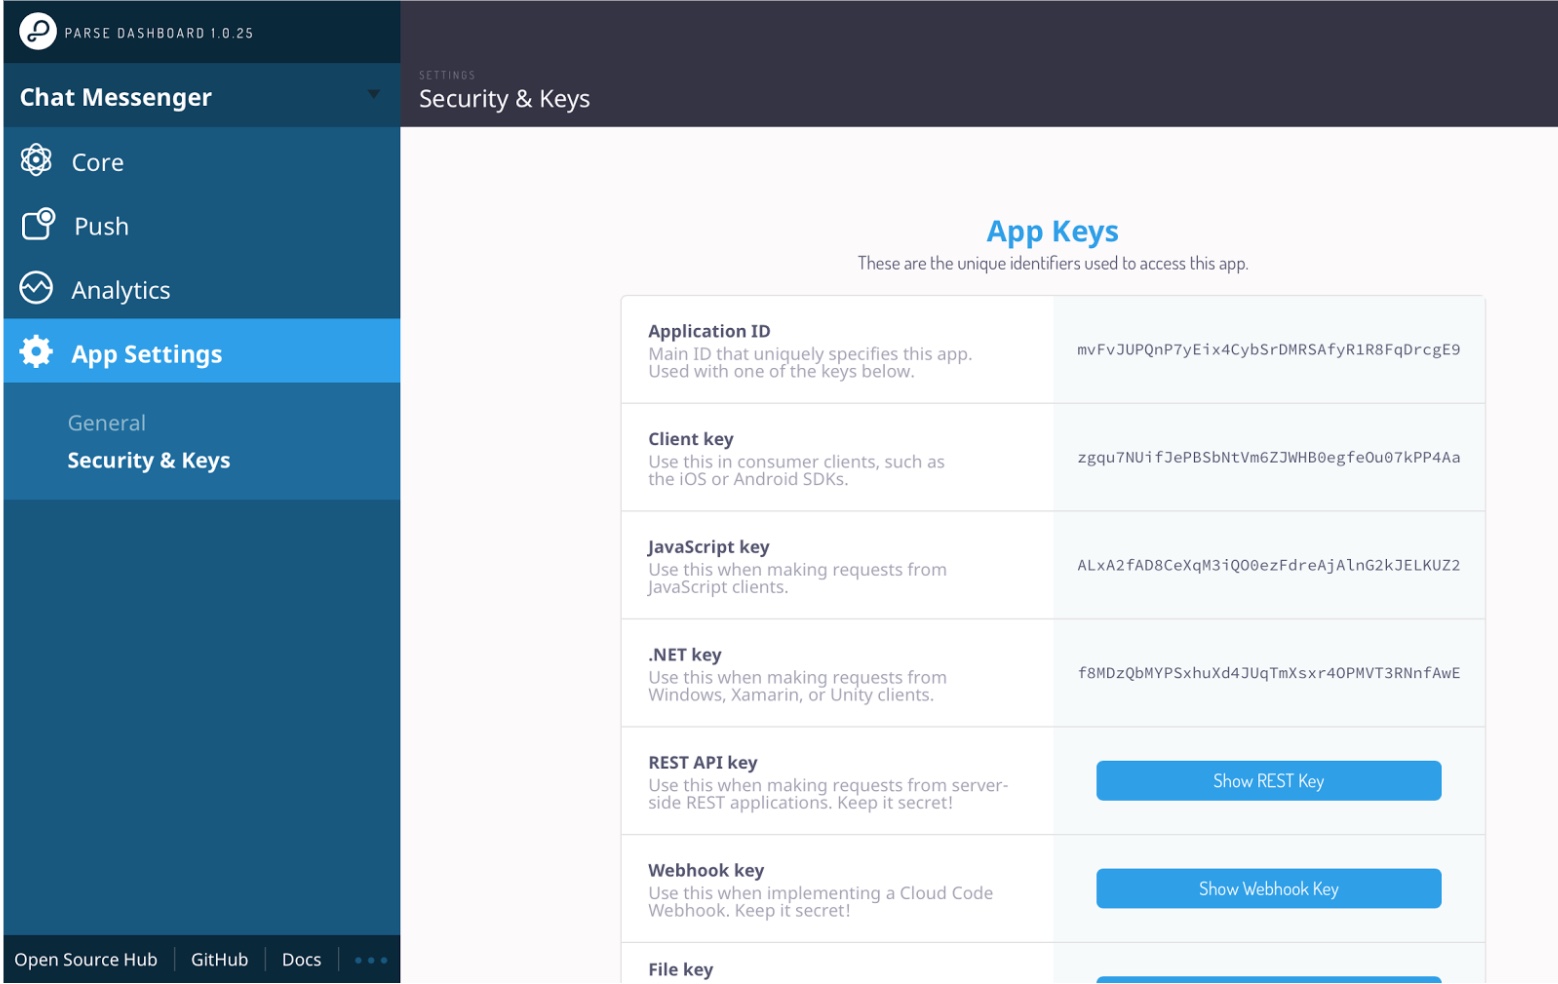 PARSE DASHBOARD 1.0.25
Chat Messenger
Core
Push
Analytics
App Settings
General
Security & Keys
Open Source Hub
GitHub
Docs
SETTINGS
Security & Keys
App Keys
These are the unique identifiers used to access this app.
Application ID
Main ID that uniquely specifies this app.
Used with one of the keys below.
mvFvJUPQnP7yEix4CybSrDMRSAfyR1R8FqDrcgE9
Client key
Use this in consumer clients, such as
the iOS or Android SDKs.
zgqu7NUifJePBSbNtVm6ZJWHB0egfeOu07kPP4Aa
JavaScript key
Use this when making requests from
JavaScript clients.
ALxA2fAD8CeXqM3iQO0ezFdreAjAlnG2kJELKUZ2
.NET key
Use this when making requests from
Windows, Xamarin, or Unity clients.
f8MDzQbMYPSxhuXd4JUqTmXsxr4OPMVT3RNnfAwE
REST API key
Use this when making requests from server-
side REST applications. Keep it secret!
Show REST Key
Webhook key
Use this when implementing a Cloud Code
Webhook. Keep it secret!
Show Webhook Key
File key